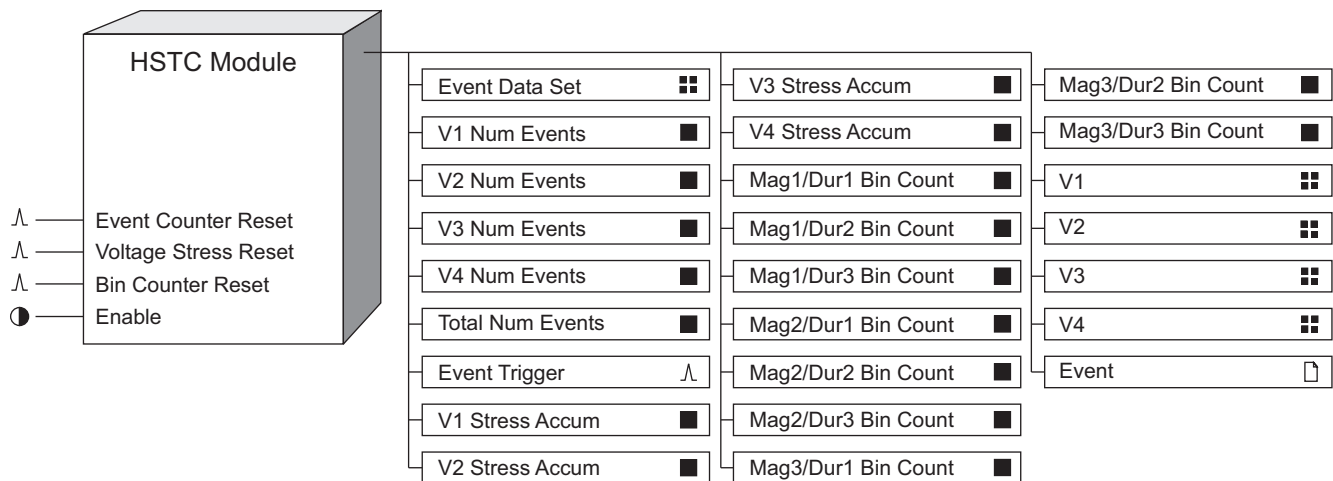 HSTC Module
Event Counter Reset
Voltage Stress Reset
Bin Counter Reset
Enable
Event Data Set
V1 Num Events
V2 Num Events
V3 Num Events
V4 Num Events
Total Num Events
Event Trigger
V1 Stress Accum
V2 Stress Accum
V3 Stress Accum
V4 Stress Accum
Mag1/Dur1 Bin Count
Mag1/Dur2 Bin Count
Mag1/Dur3 Bin Count
Mag2/Dur1 Bin Count
Mag2/Dur2 Bin Count
Mag2/Dur3 Bin Count
Mag3/Dur1 Bin Count
Mag3/Dur2 Bin Count
Mag3/Dur3 Bin Count
V1
V2
V3
V4
Event